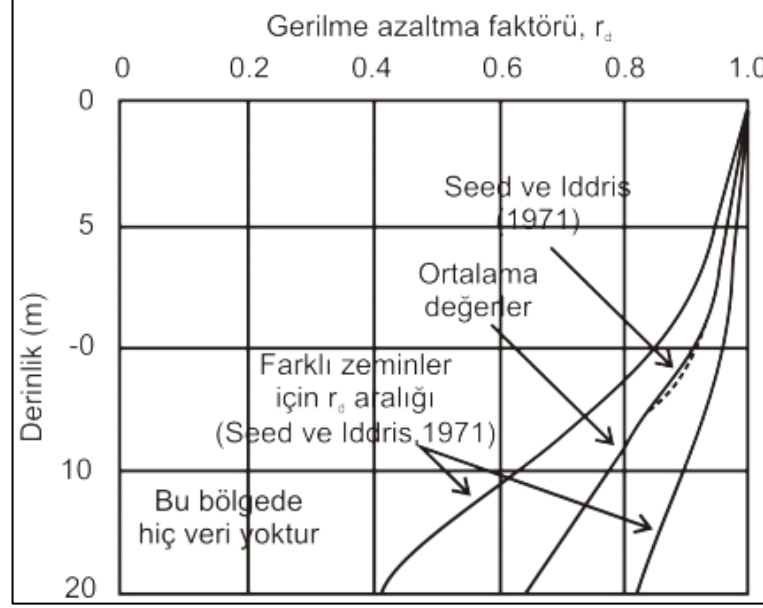 Gerilme azaltma faktörü, r_d
0 0.2 0.4 0.6 0.8 1.0
0
5
-0
10
20
Derinlik (m)
Seed ve Iddris
(1971)
Ortalama
değerler
Farklı zeminler
için r_d aralığı
(Seed ve Iddris,1971)
Bu bölgede
hiç veri yoktur